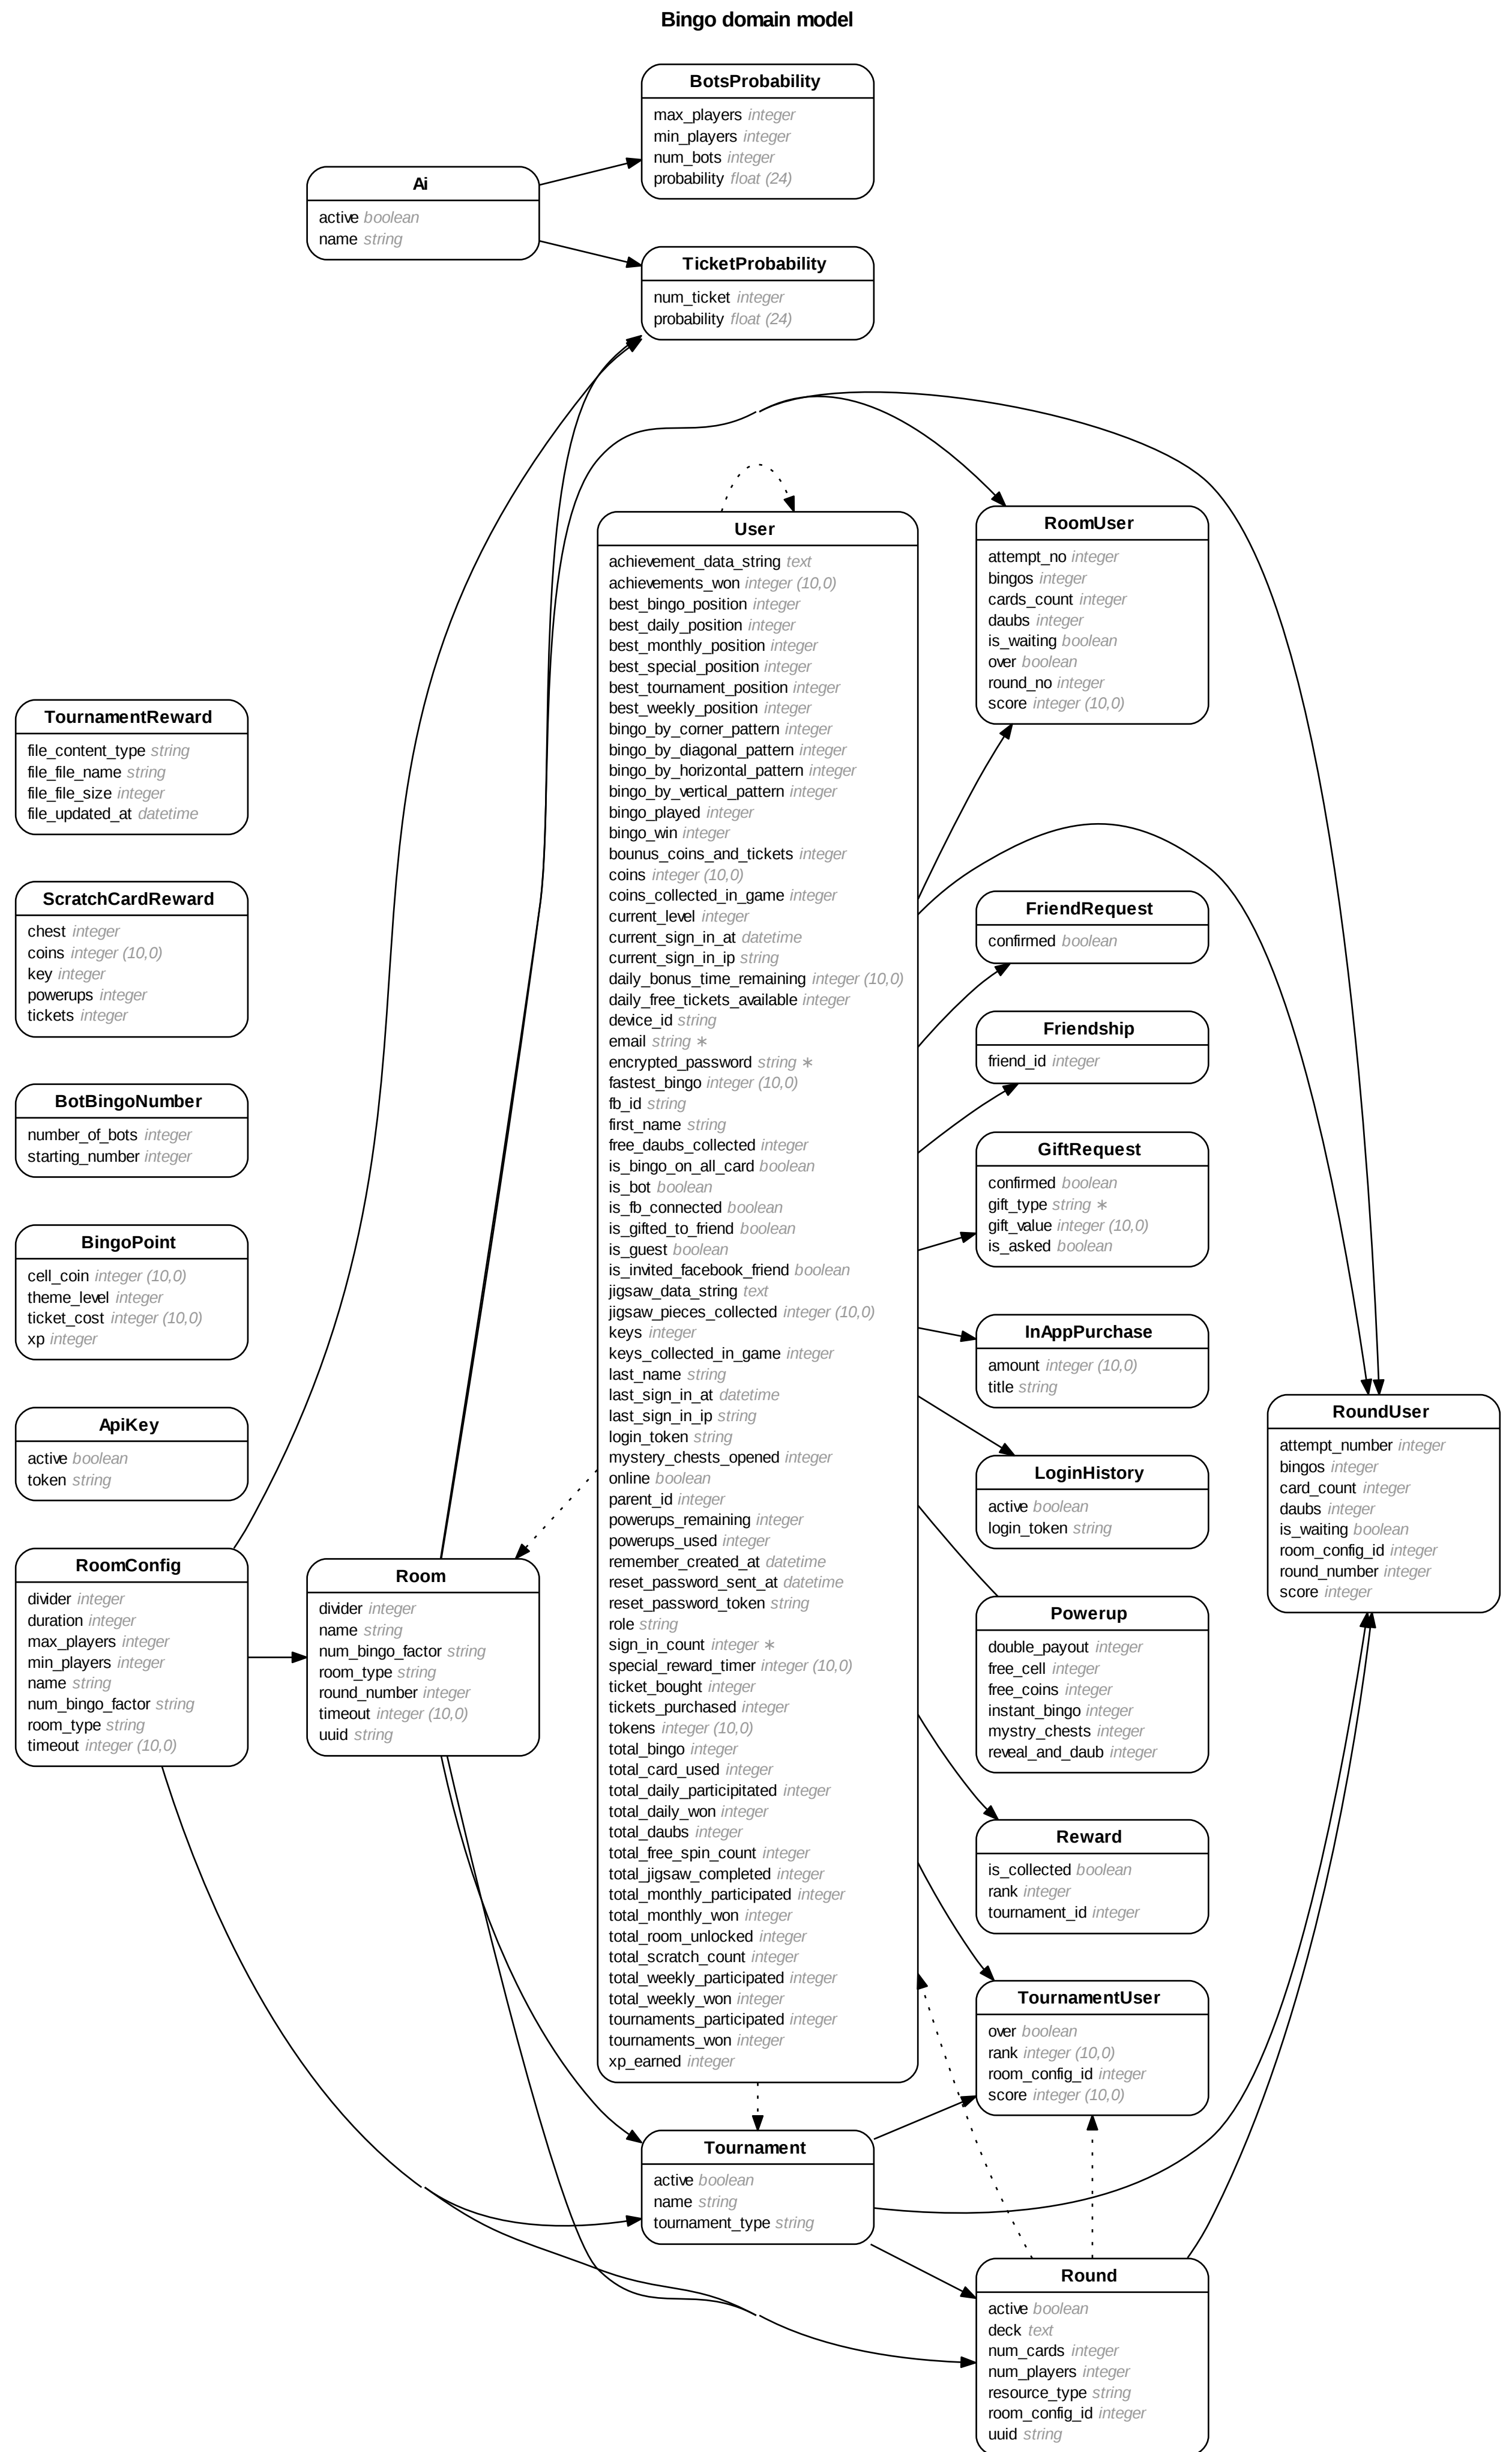 Bingo domain model
BotsProbability
max_players integer
min_players integer
num_bots integer
probability float (24)
Ai
active boolean
name string
TicketProbability
num_ticket integer
probability float (24)
User
achievement_data_string text
achievements_won integer (10,0)
best_bingo_position integer
best_daily_position integer
best_monthly_position integer
best_special_position integer
best_tournament_position integer
best_weekly_position integer
bingo_by_corner_pattern integer
bingo_by_diagonal_pattern integer
bingo_by_horizontal_pattern integer
bingo_by_vertical_pattern integer
bingo_played integer
bingo_win integer
bounus_coins_and_tickets integer
coins integer (10,0)
coins_collected_in_game integer
current_level integer
current_sign_in_at datetime
current_sign_in_ip string
daily_bonus_time_remaining integer (10,0)
daily_free_tickets_available integer
device_id string
email string ∗
encrypted_password string ∗
fastest_bingo integer (10,0)
fb_id string
first_name string
free_daubs_collected integer
is_bingo_on_all_card boolean
is_bot boolean
is_fb_connected boolean
is_gifted_to_friend boolean
is_guest boolean
is_invited_facebook_friend boolean
jigsaw_data_string text
jigsaw_pieces_collected integer (10,0)
keys integer
keys_collected_in_game integer
last_name string
last_sign_in_at datetime
last_sign_in_ip string
login_token string
mystery_chests_opened integer
online boolean
parent_id integer
powerups_remaining integer
powerups_used integer
remember_created_at datetime
reset_password_sent_at datetime
reset_password_token string
role string
sign_in_count integer ∗
special_reward_timer integer (10,0)
ticket_bought integer
tickets_purchased integer
tokens integer (10,0)
total_bingo integer
total_card_used integer
total_daily_participitated integer
total_daily_won integer
total_daubs integer
total_free_spin_count integer
total_jigsaw_completed integer
total_monthly_participated integer
total_monthly_won integer
total_room_unlocked integer
total_scratch_count integer
total_weekly_participated integer
total_weekly_won integer
tournaments_participated integer
tournaments_won integer
xp_earned integer
RoomUser
attempt_no integer
bingos integer
cards_count integer
daubs integer
is_waiting boolean
over boolean
round_no integer
score integer (10,0)
TournamentReward
file_content_type string
file_file_name string
file_file_size integer
file_updated_at datetime
ScratchCardReward
chest integer
coins integer (10,0)
key integer
powerups integer
tickets integer
FriendRequest
confirmed boolean
Friendship
friend_id integer
BotBingoNumber
number_of_bots integer
starting_number integer
GiftRequest
confirmed boolean
gift_type string ∗
gift_value integer (10,0)
is_asked boolean
BingoPoint
cell_coin integer (10,0)
theme_level integer
ticket_cost integer (10,0)
xp integer
InAppPurchase
amount integer (10,0)
title string
ApiKey
active boolean
token string
RoundUser
attempt_number integer
bingos integer
card_count integer
daubs integer
is_waiting boolean
room_config_id integer
round_number integer
score integer
LoginHistory
active boolean
login_token string
RoomConfig
divider integer
duration integer
max_players integer
min_players integer
name string
num_bingo_factor string
room_type string
timeout integer (10,0)
Room
divider integer
name string
num_bingo_factor string
room_type string
round_number integer
timeout integer (10,0)
uuid string
Powerup
double_payout integer
free_cell integer
free_coins integer
instant_bingo integer
mystry_chests integer
reveal_and_daub integer
Reward
is_collected boolean
rank integer
tournament_id integer
TournamentUser
over boolean
rank integer (10,0)
room_config_id integer
score integer (10,0)
Tournament
active boolean
name string
tournament_type string
Round
active boolean
deck text
num_cards integer
num_players integer
resource_type string
room_config_id integer
uuid string